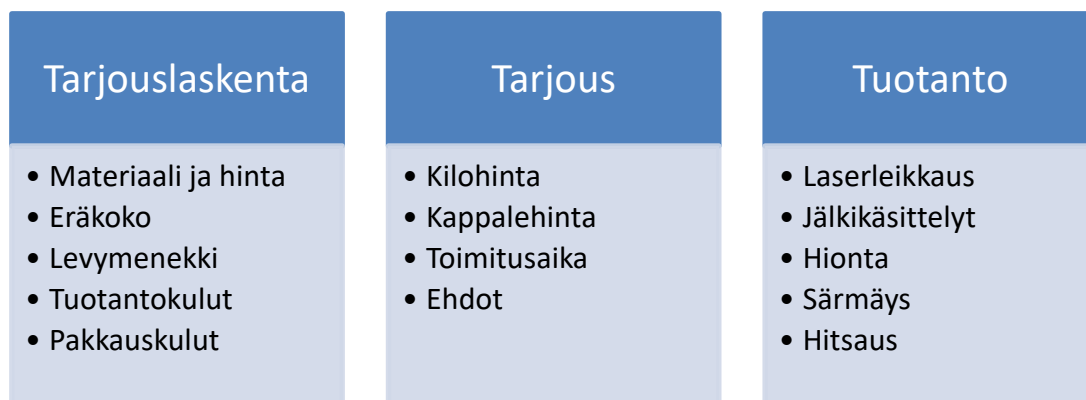 Tarjouslaskenta
• Materiaali ja hinta
• Eräkoko
• Levymenekki
• Tuotantokulut
• Pakkauskulut
Tarjous
• Kilohinta
• Kappalehinta
• Toimitusaika
• Ehdot
Tuotanto
• Laserleikkaus
• Jälkikäsittelyt
• Hionta
• Särmäys
• Hitsaus